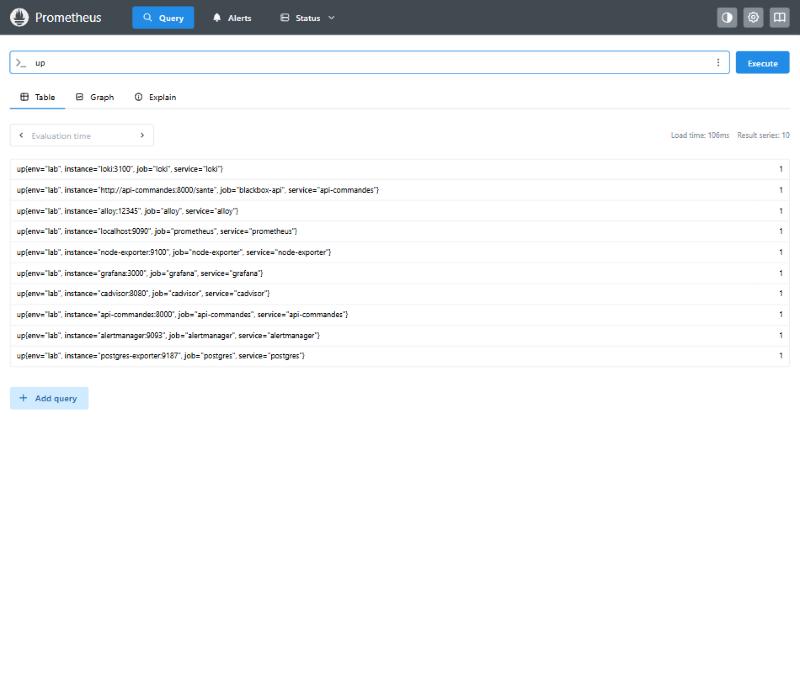 Prometheus Query Alerts Status
up Execute
Table Graph Explain
Evaluation time Load time: 106ms Result series: 10
up{env="lab", instance="loki:3100", job="loki", service="loki"} 1
up{env="lab", instance="http://api-commandes:8000/sante", job="blackbox-api", service="api-commandes"} 1
up{env="lab", instance="alloy:12345", job="alloy", service="alloy"} 1
up{env="lab", instance="localhost:9090", job="prometheus", service="prometheus"} 1
up{env="lab", instance="node-exporter:9100", job="node-exporter", service="node-exporter"} 1
up{env="lab", instance="grafana:3000", job="grafana", service="grafana"} 1
up{env="lab", instance="cadvisor:8080", job="cadvisor", service="cadvisor"} 1
up{env="lab", instance="api-commandes:8000", job="api-commandes", service="api-commandes"} 1
up{env="lab", instance="alertmanager:9093", job="alertmanager", service="alertmanager"} 1
up{env="lab", instance="postgres-exporter:9187", job="postgres", service="postgres"} 1
Add query